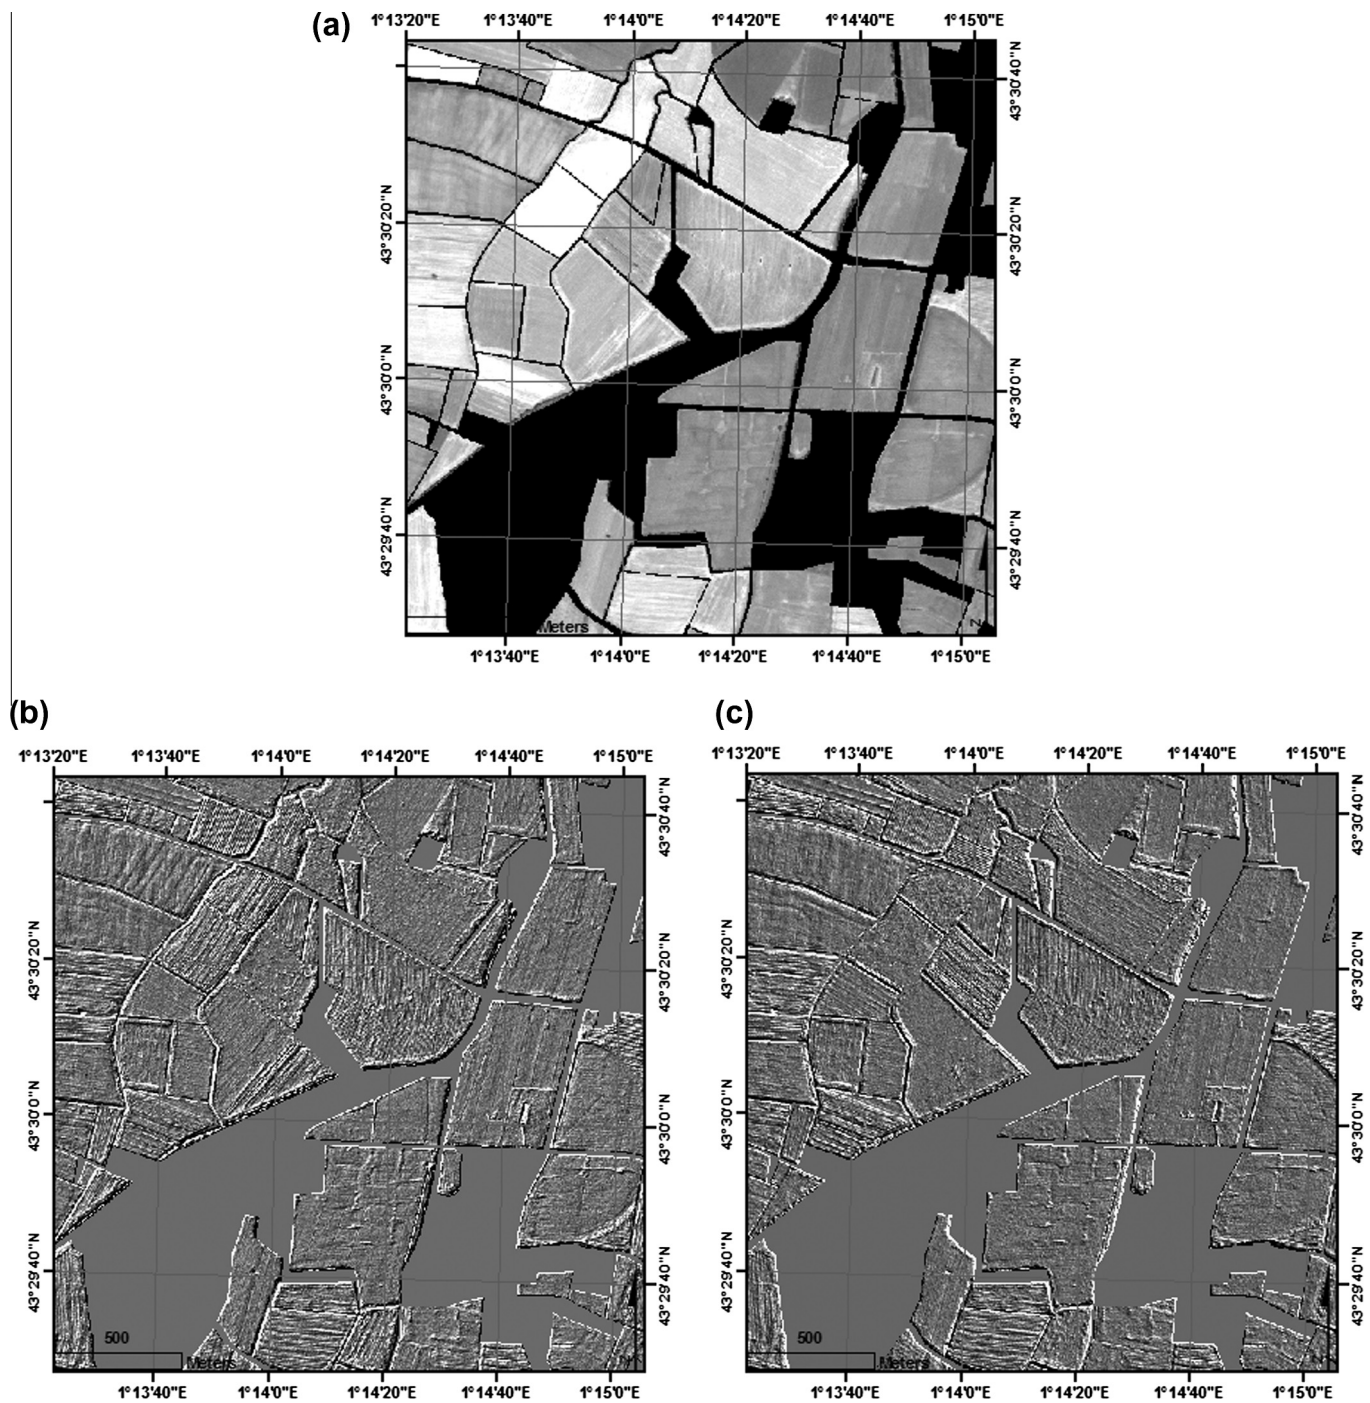 (a)
1°13'20"E 1°13'40"E 1°14'0"E 1°14'20"E 1°14'40"E 1°15'0"E
43°30'40"N
43°30'20"N 43°30'20"N
43°30'0"N 43°30'0"N
43°29'40"N 43°29'40"N
Meters Z
1°13'40"E 1°14'0"E 1°14'20"E 1°14'40"E 1°15'0"E
(b) (c)
1°13'20"E 1°13'40"E 1°14'0"E 1°14'20"E 1°14'40"E 1°15'0"E 1°13'20"E 1°13'40"E 1°14'0"E 1°14'20"E 1°14'40"E 1°15'0"E
43°30'40"N 43°30'40"N
43°30'20"N 43°30'20"N 43°30'20"N 43°30'20"N
43°30'0"N 43°30'0"N 43°30'0"N 43°30'0"N
43°29'40"N 43°29'40"N 43°29'40"N 43°29'40"N
500 500
Meters Meters
1°13'40"E 1°14'0"E 1°14'20"E 1°14'40"E 1°15'0"E 1°13'40"E 1°14'0"E 1°14'20"E 1°14'40"E 1°15'0"E